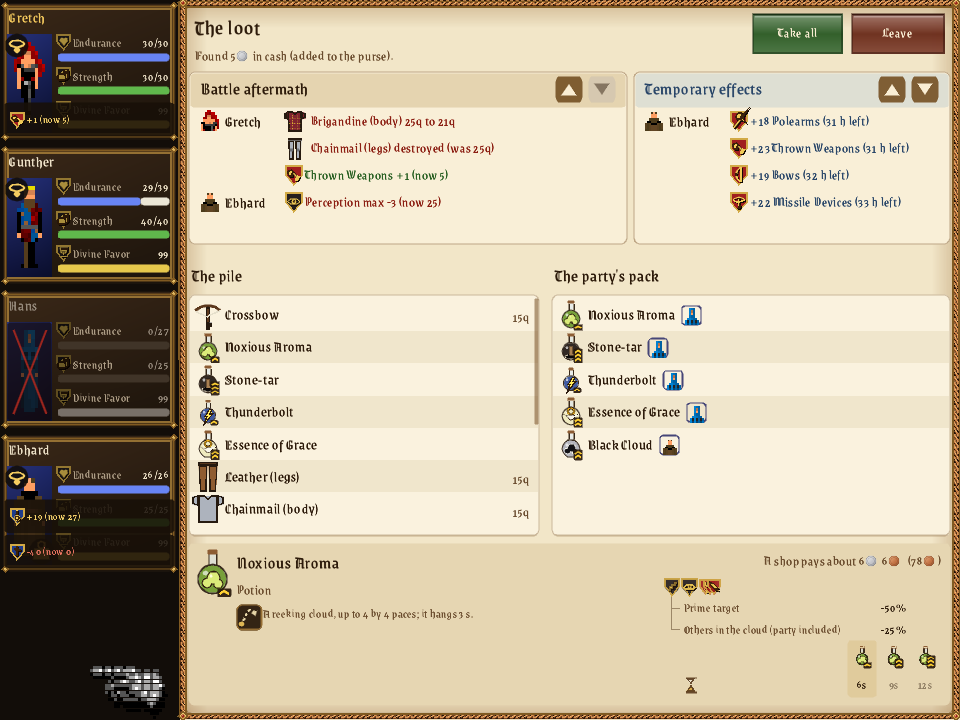 Gretch
Endurance 30/30
Strength 30/30
+1 (now 5)
Gunther
Endurance 29/39
Strength 40/40
Divine Favor 99
Hans
Endurance 0/27
Strength 0/25
Divine Favor 99
Ebhard
Endurance 26/26
Strength 25/25
+19 (now 27)
-40 (now 0)
Divine Favor 99
The loot
Take all
Leave
Found 5 in cash (added to the purse).
Battle aftermath
Gretch Brigandine (body) 25q to 21q
Chainmail (legs) destroyed (was 25q)
Thrown Weapons +1 (now 5)
Ebhard Perception max -3 (now 25)
Temporary effects
Ebhard +18 Polearms (31 h left)
+23 Thrown Weapons (31 h left)
+19 Bows (32 h left)
+22 Missile Devices (33 h left)
The pile
Crossbow 15q
Noxious Aroma
Stone-tar
Thunderbolt
Essence of Grace
Leather (legs) 15q
Chainmail (body) 15q
The party's pack
Noxious Aroma
Stone-tar
Thunderbolt
Essence of Grace
Black Cloud
Noxious Aroma
Potion
A reeking cloud, up to 4 by 4 paces; it hangs 3 s.
A shop pays about 6 6 (78 )
Prime target -50%
Others in the cloud (party included) -25%
6s 9s 12s